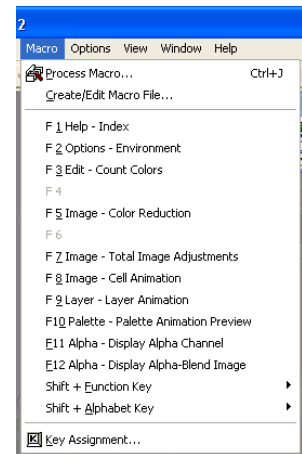 2
Macro Options View Window Help
Process Macro... Ctrl+J
Create/Edit Macro File...
F 1 Help - Index
F 2 Options - Environment
F 3 Edit - Count Colors
F 4
F 5 Image - Color Reduction
F 6
F 7 Image - Total Image Adjustments
F 8 Image - Cell Animation
F 9 Layer - Layer Animation
F10 Palette - Palette Animation Preview
F11 Alpha - Display Alpha Channel
F12 Alpha - Display Alpha-Blend Image
Shift + Function Key
Shift + Alphabet Key
K Key Assignment...